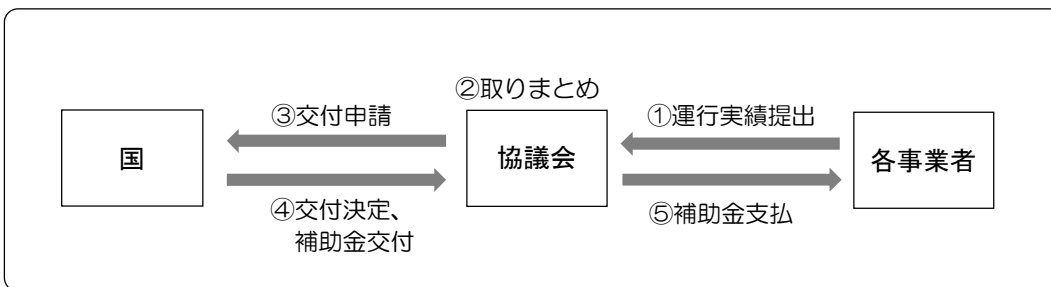 ②取りまとめ
③交付申請
①運行実績提出
国
協議会
各事業者
④交付決定、
補助金交付
⑤補助金支払